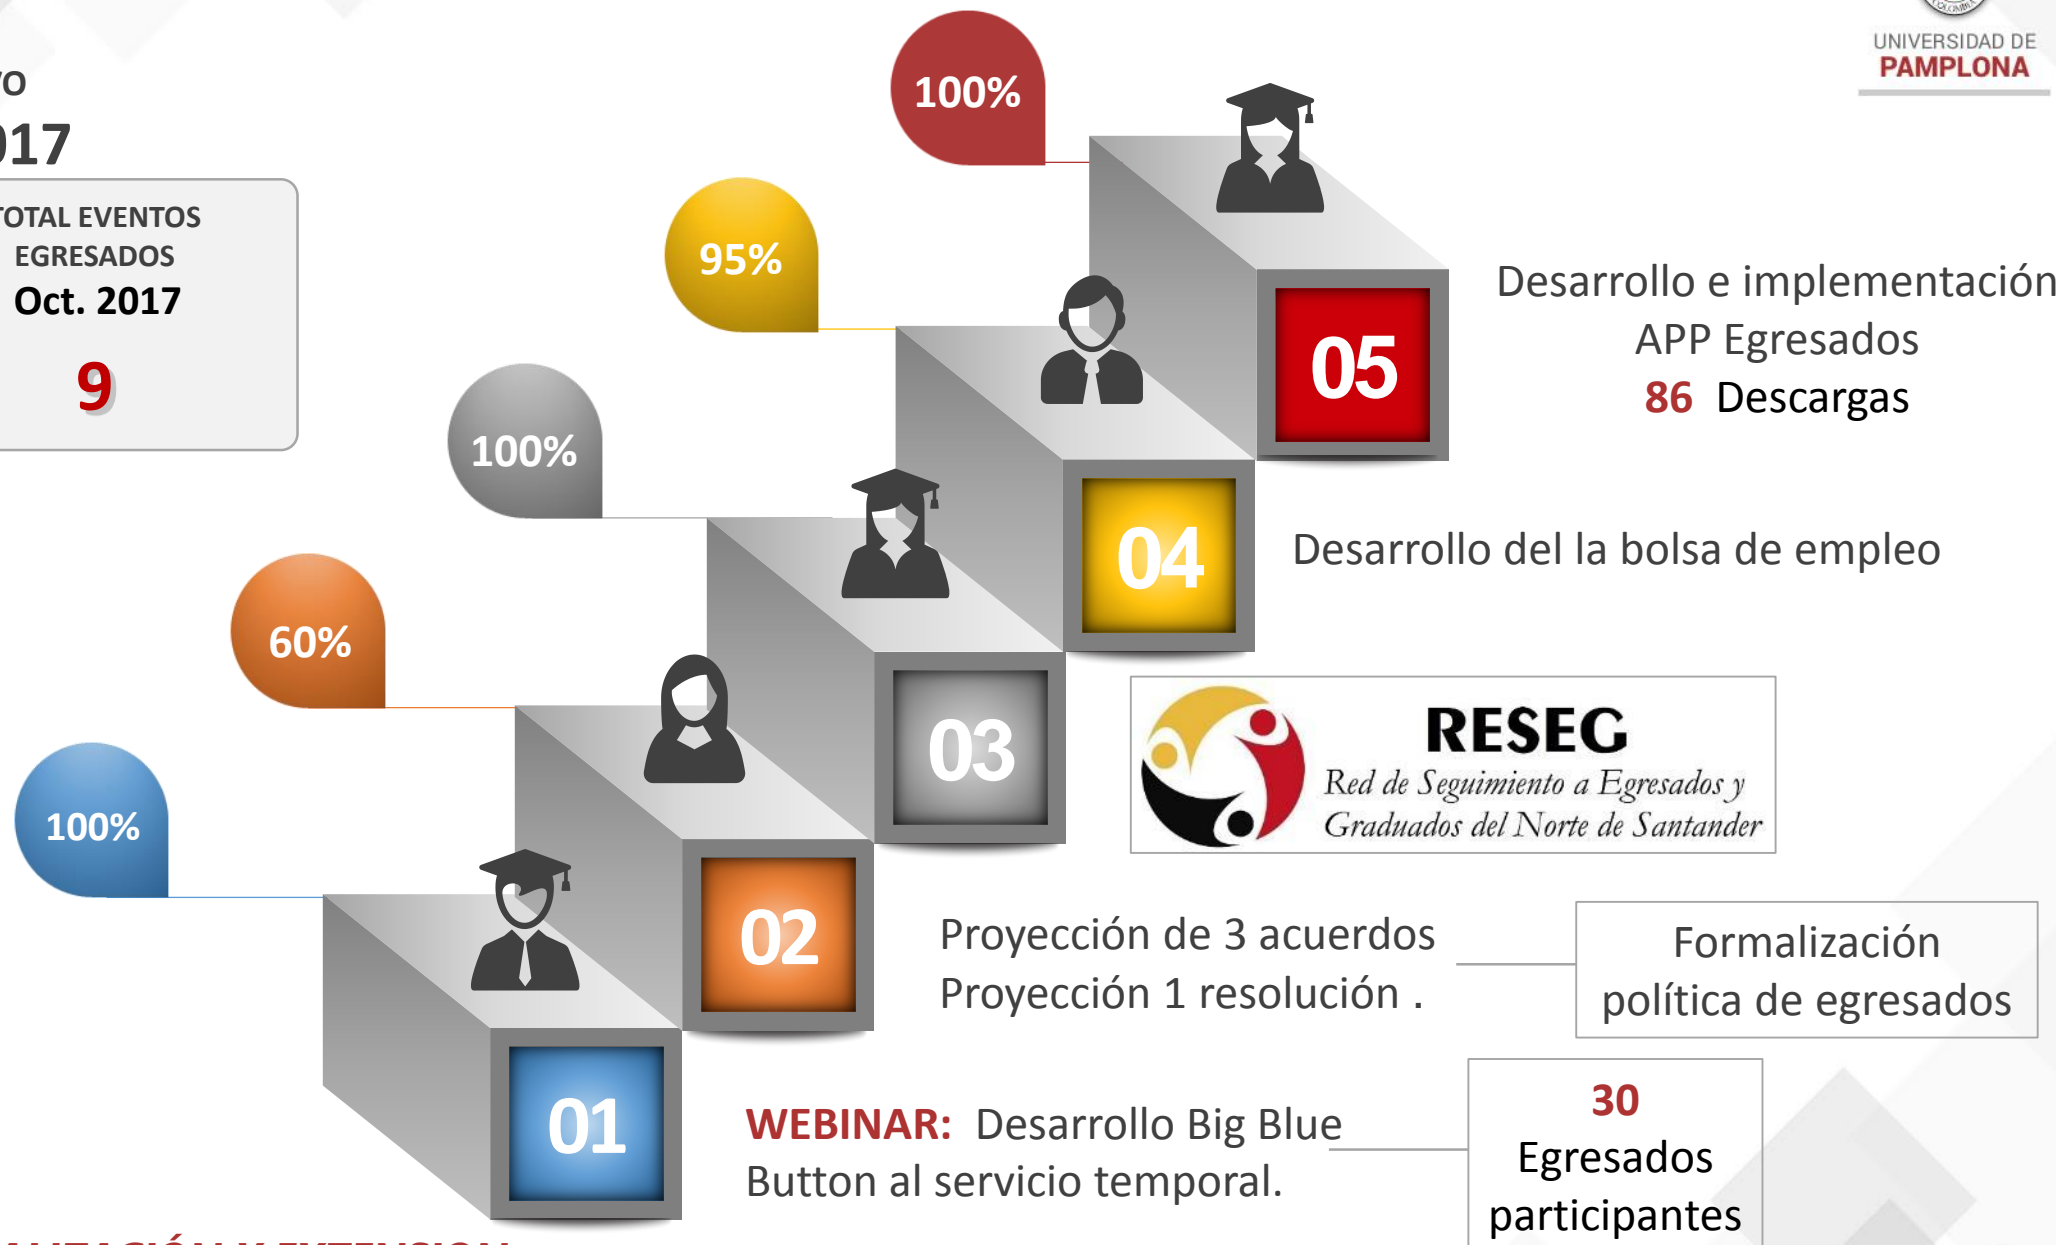 COLOMBIA
UNIVERSIDAD DE
PAMPLONA
TOTAL EVENTOS
EGRESADOS
Oct. 2017
9
100%
95%
100%
60%
100%
05
Desarrollo e implementación
APP Egresados
86 Descargas
04
Desarrollo del la bolsa de empleo
03
RESEG
Red de Seguimiento a Egresados y
Graduados del Norte de Santander
02
Proyección de 3 acuerdos
Proyección 1 resolución .
Formalización
política de egresados
01
WEBINAR: Desarrollo Big Blue
Button al servicio temporal.
30
Egresados
participantes
Y EXTENSION